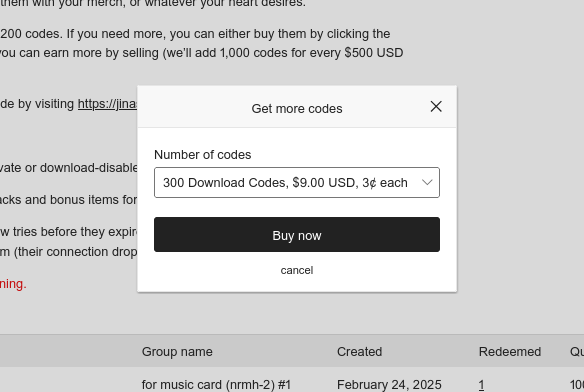 them with your merch, or whatever your heart desires.
200 codes. If you need more, you can either buy them by clicking the
you can earn more by selling (we'll add 1,000 codes for every $500 USD
Get more codes
de by visiting https://jina
Number of codes
vate or download-disable
300 Download Codes, $9.00 USD, 3¢ each
acks and bonus items for
w tries before they expir
Buy now
m (their connection drop
cancel
ning.
Group name Created Redeemed Qu
for music card (nrmh-2) #1 February 24, 2025 1 100